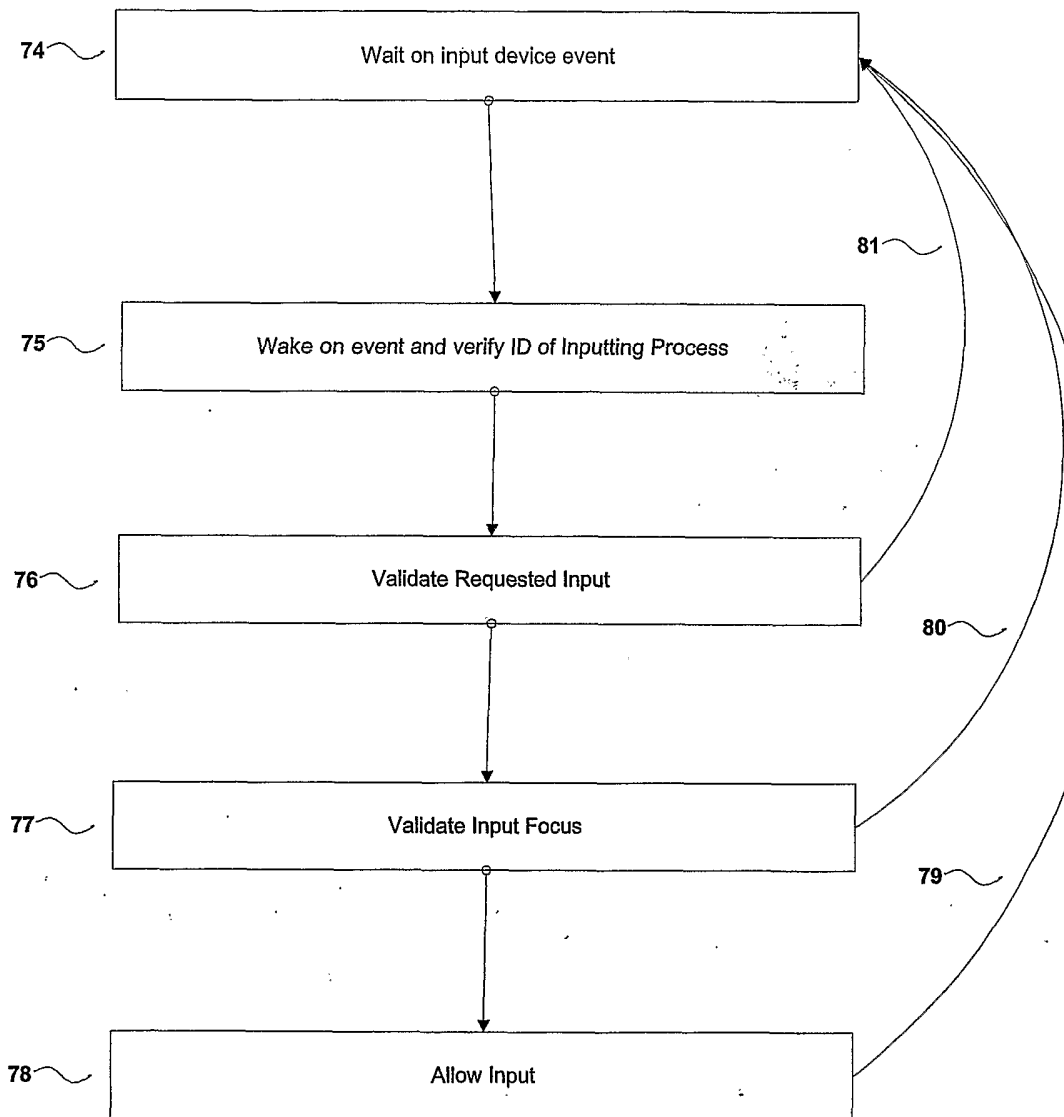 74
Wait on input device event
81
75
Wake on event and verify ID of Inputting Process
76
Validate Requested Input
80
77
Validate Input Focus
79
78
Allow Input